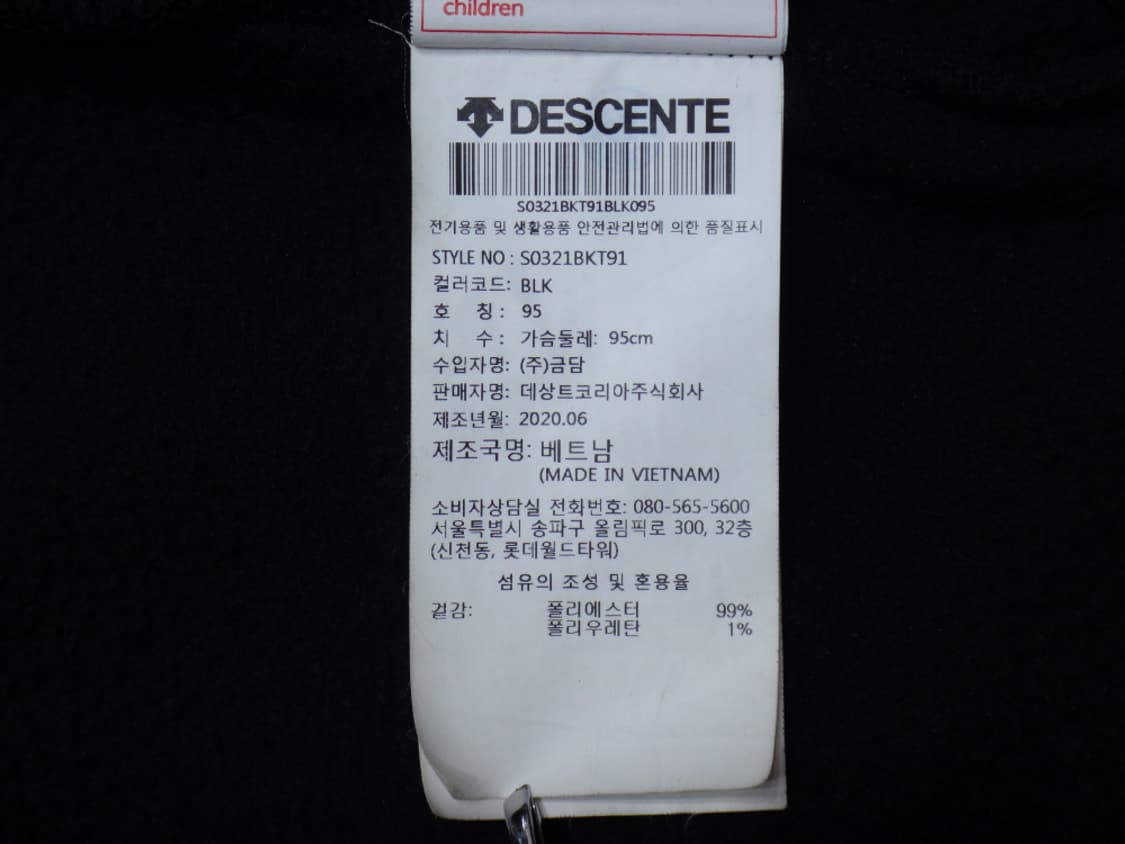 children
DESCENTE
S0321BKT91BLK095
전기용품 및 생활용품 안전관리법에 의한 품질표시
STYLE NO : S0321BKT91
컬러코드: BLK
호 칭 : 95
치 수 : 가슴둘레: 95cm
수입자명: (주)금담
판매자명: 데상트코리아주식회사
제조년월: 2020.06
제조국명: 베트남
(MADE IN VIETNAM)
소비자상담실 전화번호: 080-565-5600
서울특별시 송파구 올림픽로 300, 32층
(신천동, 롯데월드타워)
섬유의 조성 및 혼용율
겉감: 폴리에스터 99%
폴리우레탄 1%